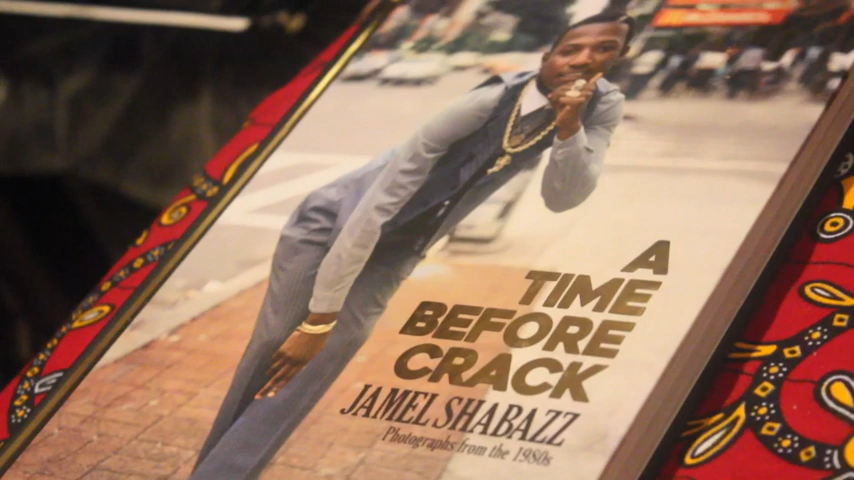 A
TIME
BEFORE
CRACK
JAMEL SHABAZZ
Photographs from the 1980s